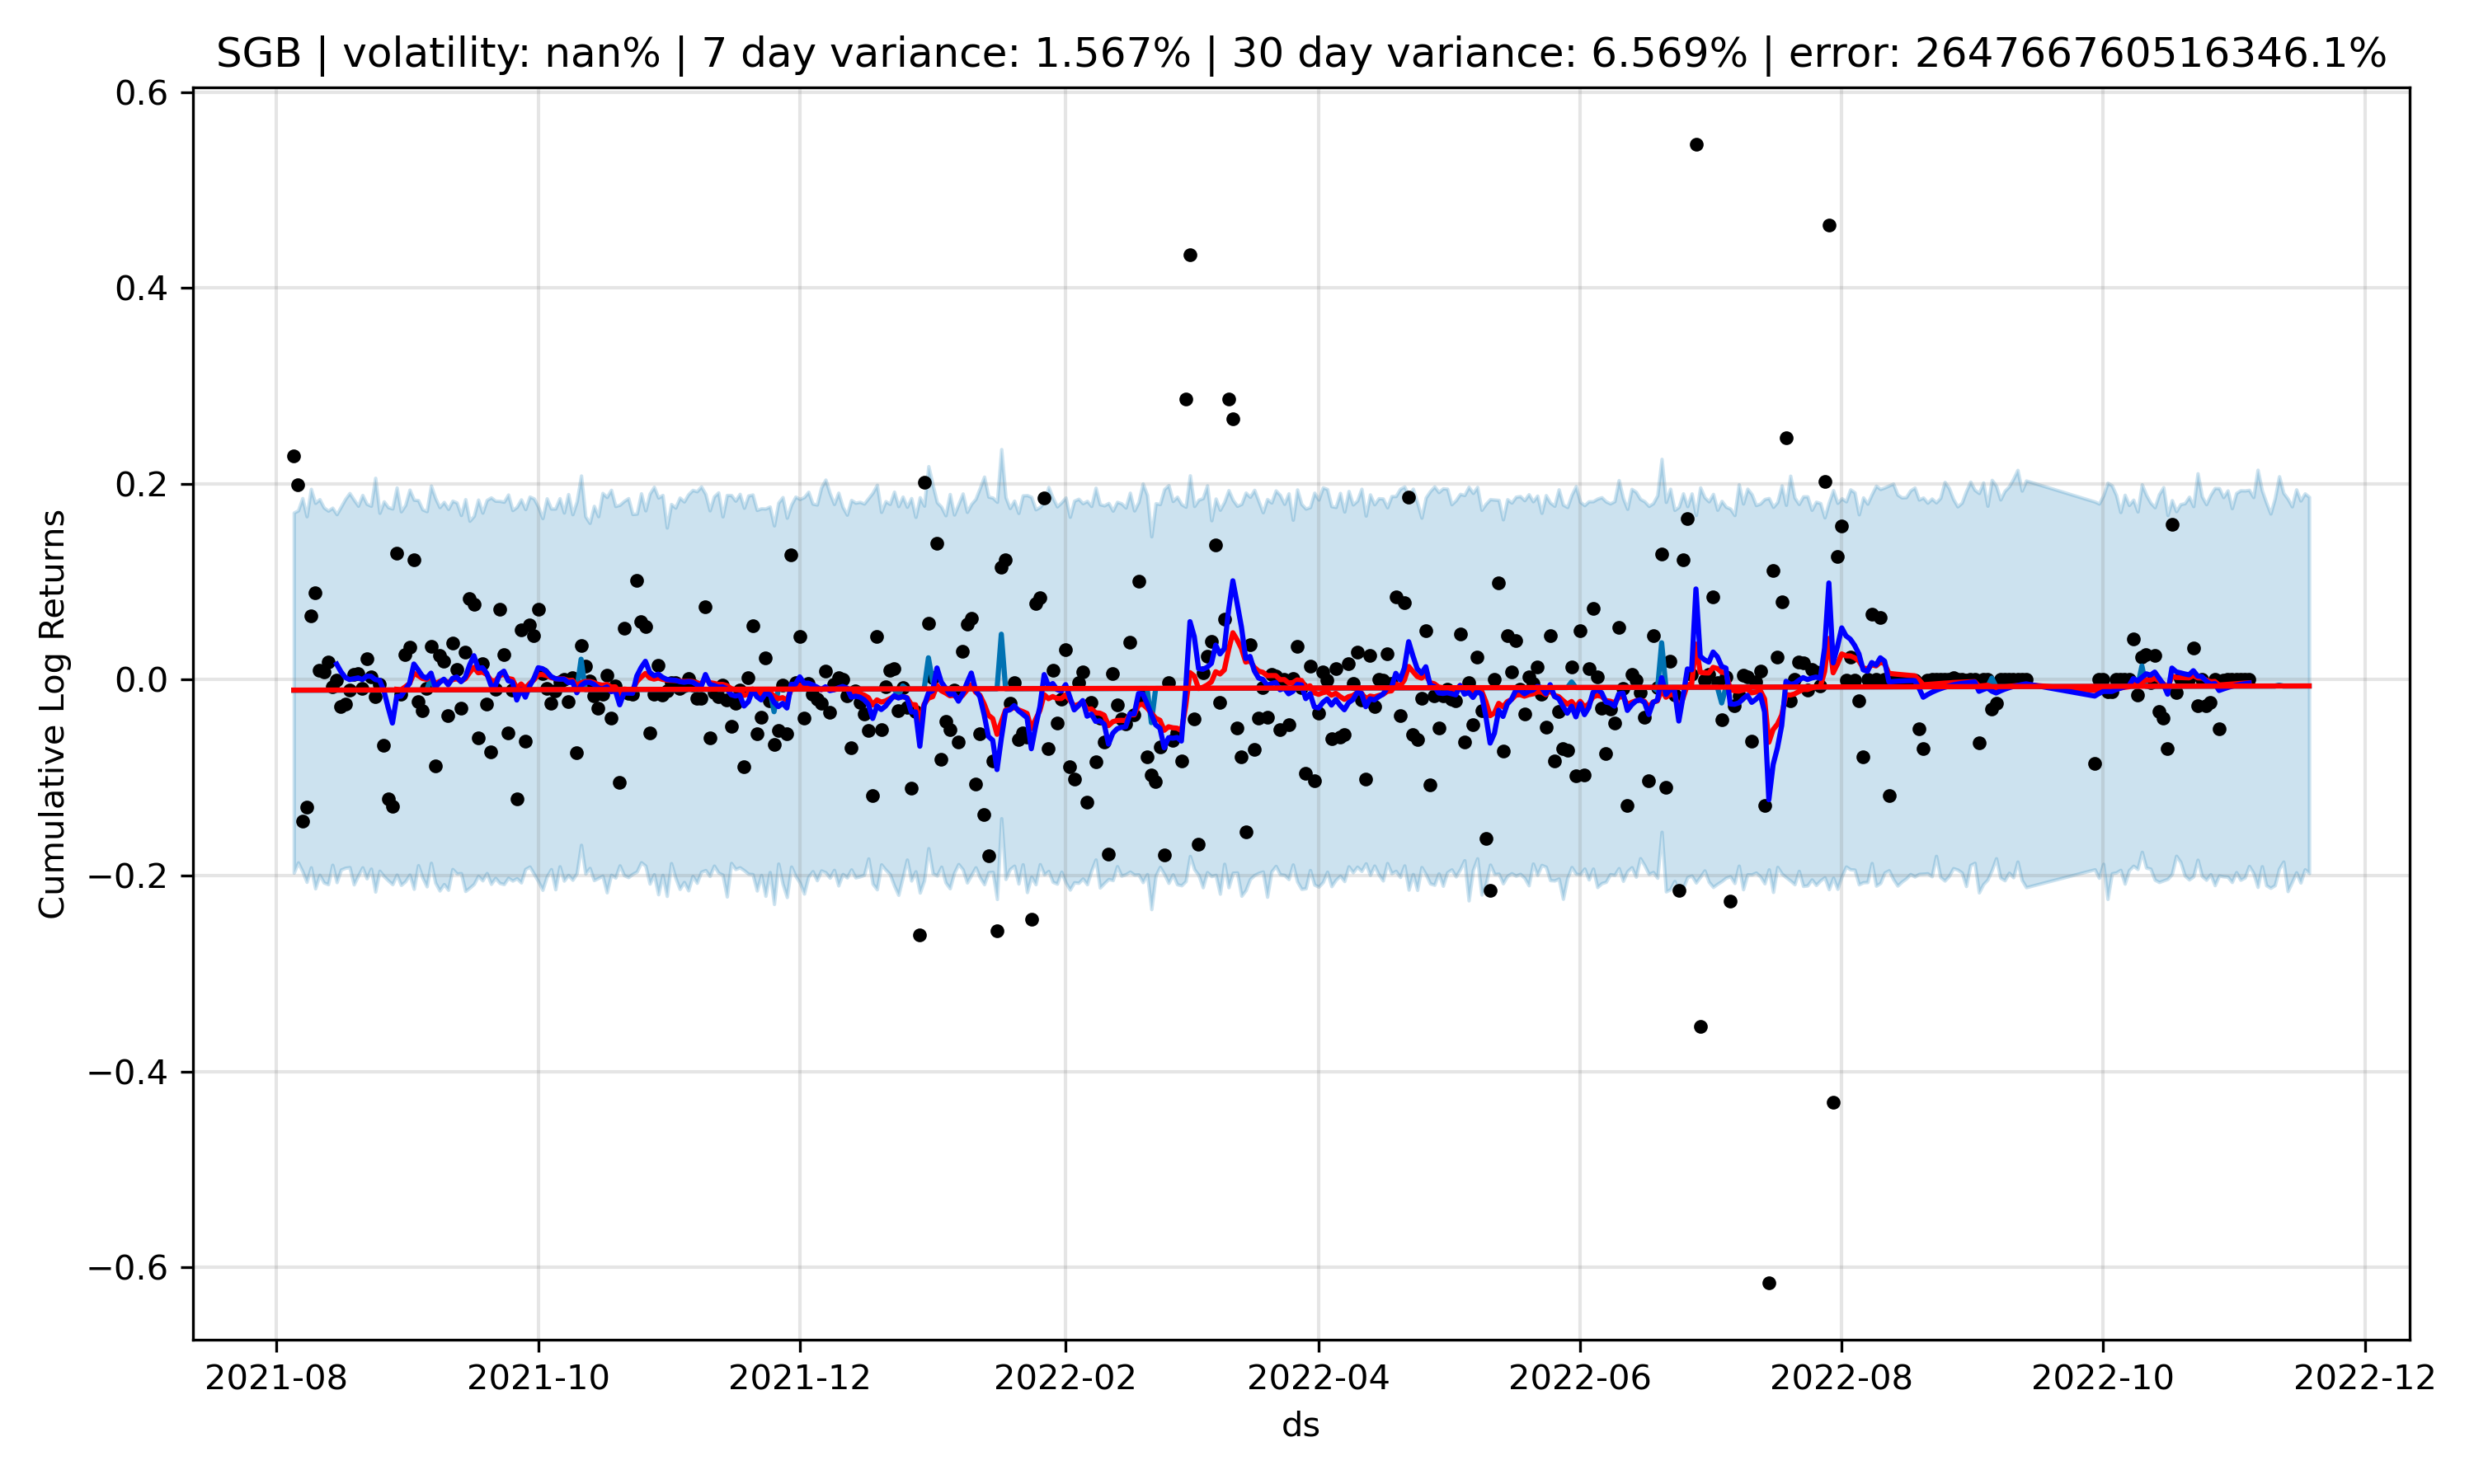 SGB | volatility: nan% | 7 day variance: 1.567% | 30 day variance: 6.569% | error: 264766760516346.1%
0.6
0.4
0.2
0.0
−0.2
−0.4
−0.6
Cumulative Log Returns
2021-08 2021-10 2021-12 2022-02 2022-04 2022-06 2022-08 2022-10 2022-12
ds